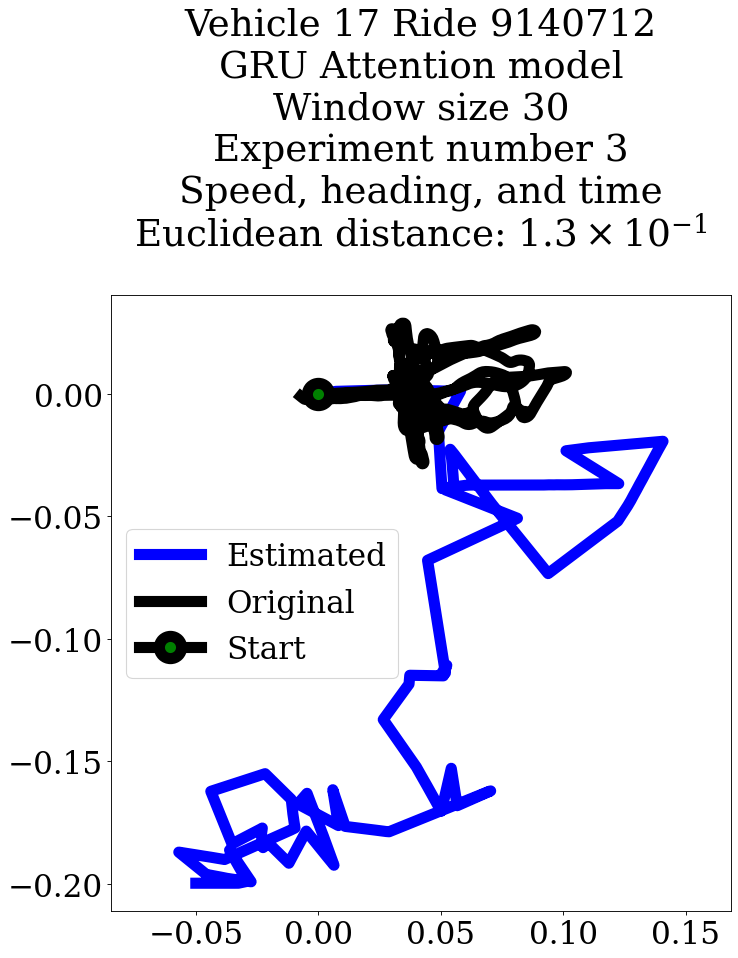 Vehicle 17 Ride 9140712
GRU Attention model
Window size 30
Experiment number 3
Speed, heading, and time
Euclidean distance: 1.3 × 10⁻¹
0.00
−0.05
Estimated
Original
−0.10
Start
−0.15
−0.20
−0.05 0.00 0.05 0.10 0.15